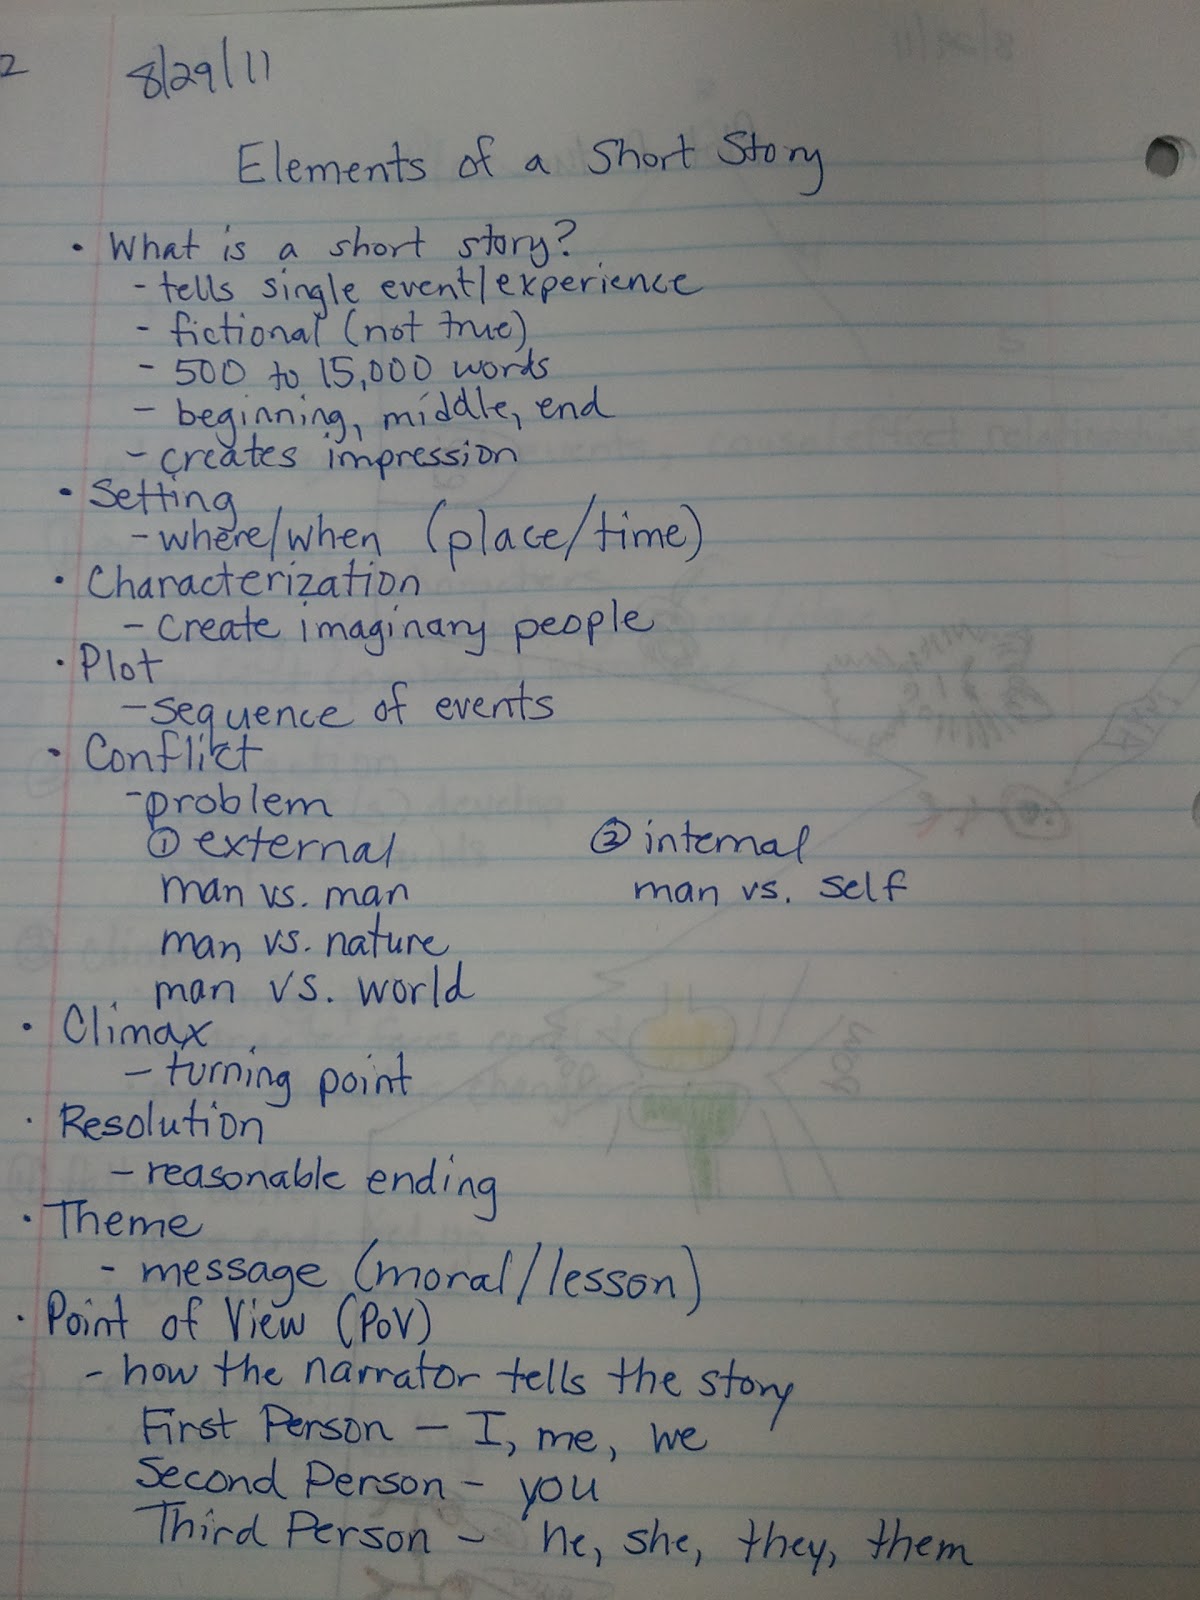 2
8/29/11
Elements of a Short Story
• What is a short story?
- tells single event/experience
- fictional (not true)
- 500 to 15,000 words
- beginning, middle, end
- creates impression
• Setting
- where/when (place/time)
• Characterization
- create imaginary people
• Plot
- sequence of events
• Conflict
- problem
① external ② internal
man vs. man man vs. self
man vs. nature
man vs. world
• Climax
- turning point
• Resolution
- reasonable ending
• Theme
- message (moral/lesson)
• Point of View (PoV)
- how the narrator tells the story
First Person - I, me, we
Second Person - you
Third Person - he, she, they, them